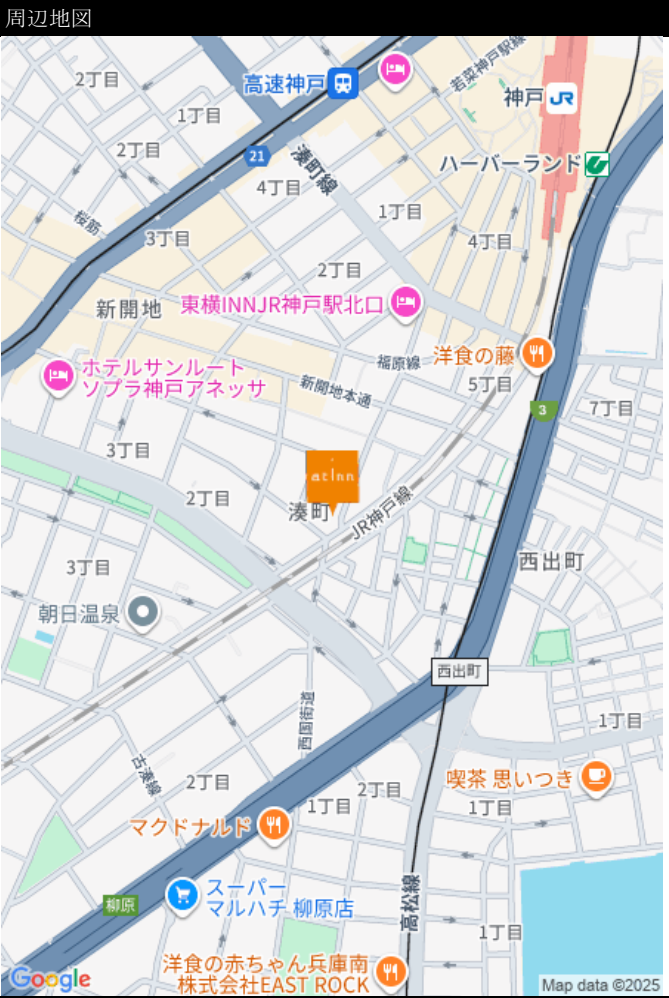 周辺地図
若菜神戸駅線
2丁目
高速神戸
神戸
JR
1丁目
2丁目
21
湊町線
ハーバーランド
4丁目
1丁目
桜筋
3丁目
4丁目
2丁目
新開地
東横INNJR神戸駅北口
洋食の藤
福原線
ホテルサンルート
ソプラ神戸アネッサ
新開地本通
5丁目
3
7丁目
3丁目
atInn
2丁目
湊町
JR神戸線
西出町
3丁目
朝日温泉
西出町
西国街道
1丁目
古湊線
2丁目
2丁目
喫茶 思いつき
1丁目
1丁目
マクドナルド
スーパー
マルハチ 柳原店
柳原
高松線
1丁目
洋食の赤ちゃん兵庫南
株式会社EAST ROCK
Google
Map data ©2025